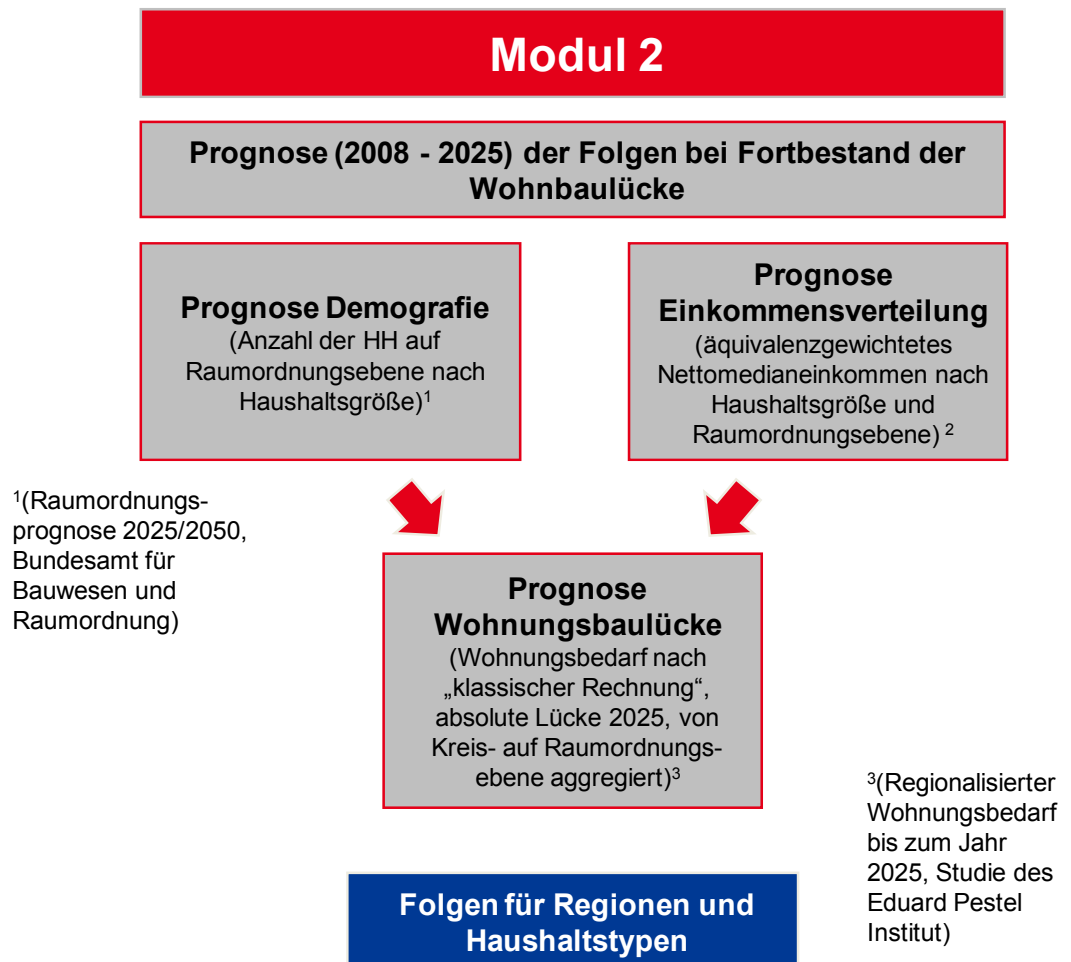 Modul 2
Prognose (2008 - 2025) der Folgen bei Fortbestand der
Wohnbaulücke
Prognose Demografie
(Anzahl der HH auf
Raumordnungsebene nach
Haushaltsgröße)¹
Prognose
Einkommensverteilung
(äquivalenzgewichtetes
Nettomedianeinkommen nach
Haushaltsgröße und
Raumordnungsebene) ²
¹(Raumordnungs-
prognose 2025/2050,
Bundesamt für
Bauwesen und
Raumordnung)
Prognose
Wohnungsbaulücke
(Wohnungsbedarf nach
„klassischer Rechnung“,
absolute Lücke 2025, von
Kreis- auf Raumordnungs-
ebene aggregiert)³
³(Regionalisierter
Wohnungsbedarf
bis zum Jahr
2025, Studie des
Eduard Pestel
Institut)
Folgen für Regionen und
Haushaltstypen